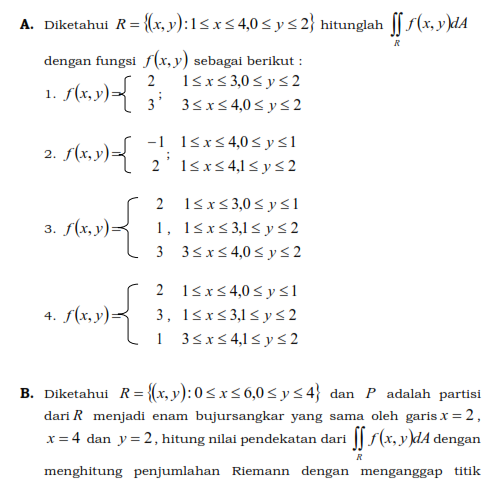 A. Diketahui R = {(x, y): 1 ≤ x ≤ 4, 0 ≤ y ≤ 2} hitunglah ∬_R f(x, y)dA
dengan fungsi f(x, y) sebagai berikut :
1. f(x, y) = { 2 ; 1 ≤ x ≤ 3, 0 ≤ y ≤ 2
3 3 ≤ x ≤ 4, 0 ≤ y ≤ 2
2. f(x, y) = { −1 ; 1 ≤ x ≤ 4, 0 ≤ y ≤ 1
2 1 ≤ x ≤ 4, 1 ≤ y ≤ 2
3. f(x, y) = { 2 1 ≤ x ≤ 3, 0 ≤ y ≤ 1
1 , 1 ≤ x ≤ 3, 1 ≤ y ≤ 2
3 3 ≤ x ≤ 4, 0 ≤ y ≤ 2
4. f(x, y) = { 2 1 ≤ x ≤ 4, 0 ≤ y ≤ 1
3 , 1 ≤ x ≤ 3, 1 ≤ y ≤ 2
1 3 ≤ x ≤ 4, 1 ≤ y ≤ 2
B. Diketahui R = {(x, y): 0 ≤ x ≤ 6, 0 ≤ y ≤ 4} dan P adalah partisi
dari R menjadi enam bujursangkar yang sama oleh garis x = 2,
x = 4 dan y = 2, hitung nilai pendekatan dari ∬_R f(x, y)dA dengan
menghitung penjumlahan Riemann dengan menganggap titik